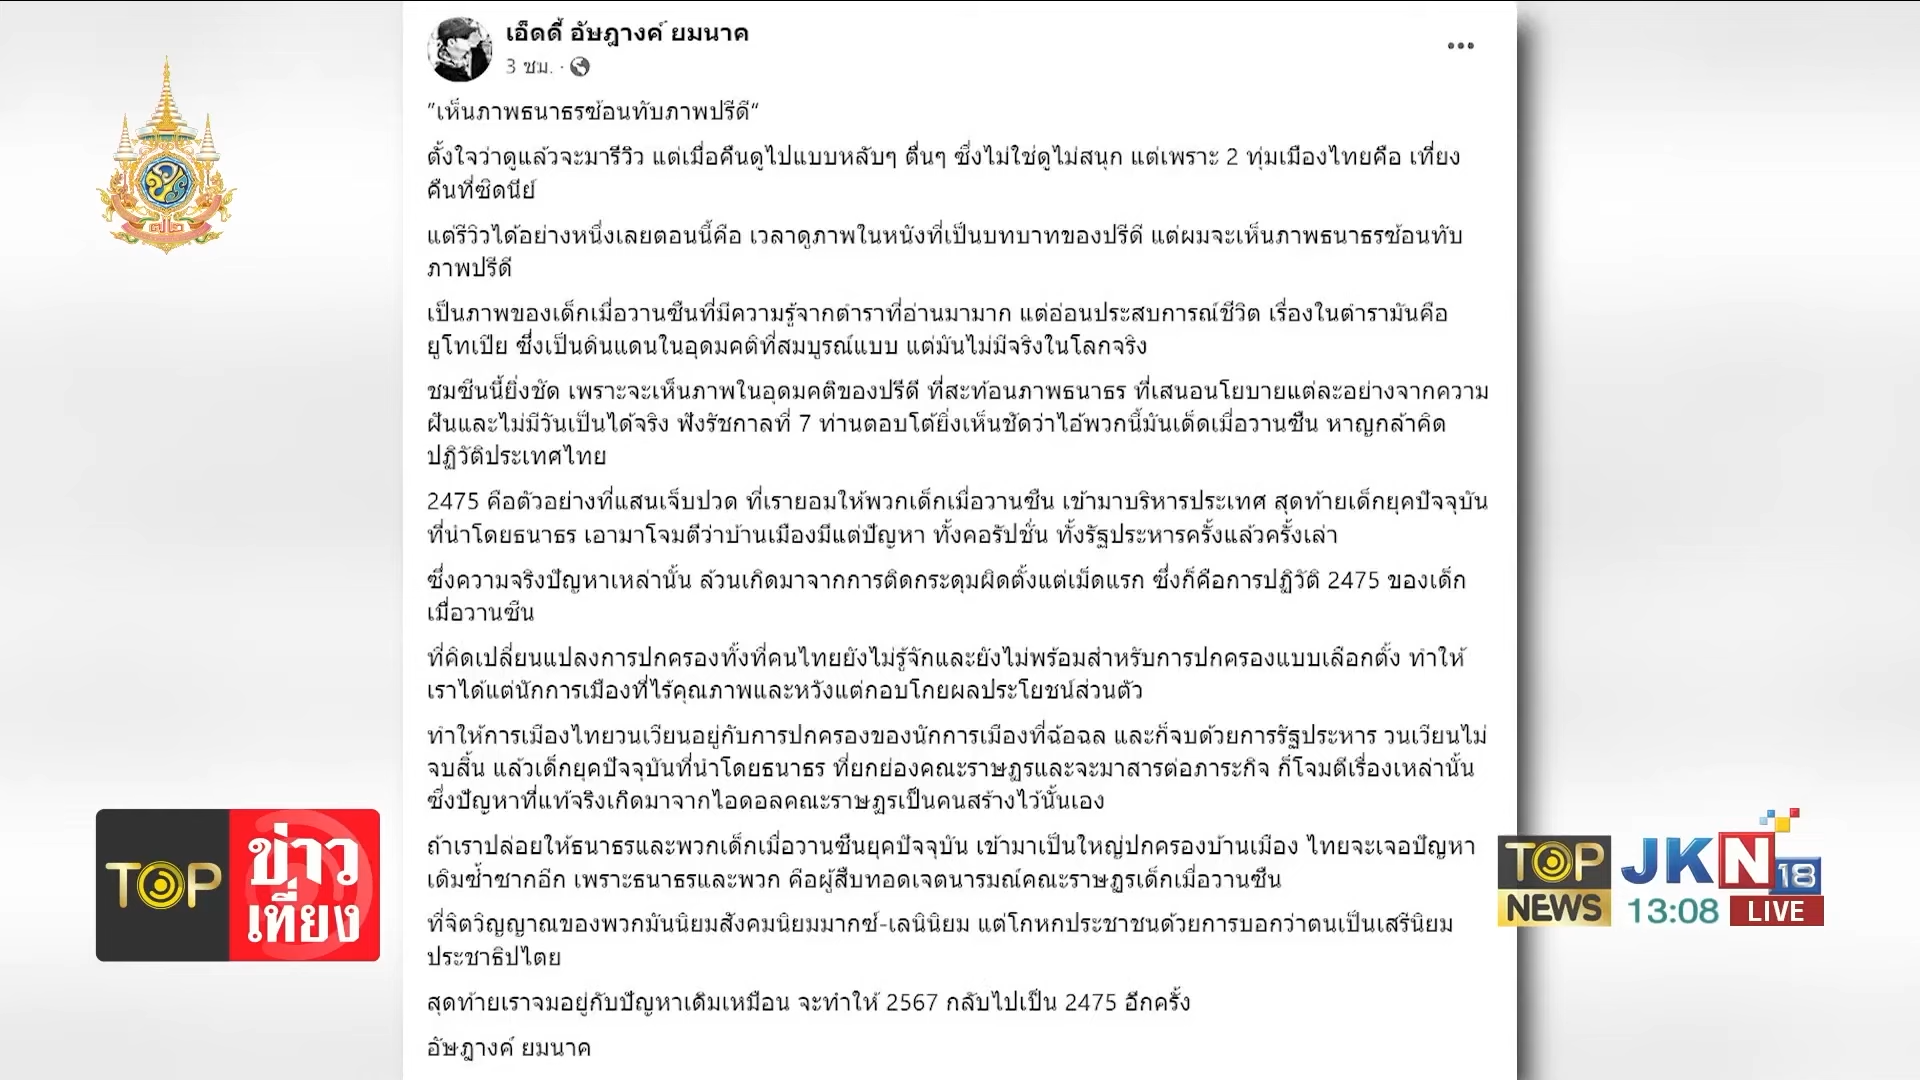 เอ็ดดี้ อัษฎางค์ ยมนาค
3 ชม. ·
”เห็นภาพธนาธรซ้อนทับภาพปรีดี“
ตั้งใจว่าดูแล้วจะมารีวิว แต่เมื่อคืนดูไปแบบหลับๆ ตื่นๆ ซึ่งไม่ใช่ดูไม่สนุก แต่เพราะ 2 ทุ่มเมืองไทยคือ เที่ยง
คืนที่ซิดนีย์
แต่รีวิวได้อย่างหนึ่งเลยตอนนี้คือ เวลาดูภาพในหนังที่เป็นบทบาทของปรีดี แต่ผมจะเห็นภาพธนาธรซ้อนทับ
ภาพปรีดี
เป็นภาพของเด็กเมื่อวานซืนที่มีความรู้จากตำราที่อ่านมามาก แต่อ่อนประสบการณ์ชีวิต เรื่องในตำรามันคือ
ยูโทเปีย ซึ่งเป็นดินแดนในอุดมคติที่สมบูรณ์แบบ แต่มันไม่มีจริงในโลกจริง
ชมซีนนี้ยิ่งชัด เพราะจะเห็นภาพในอุดมคติของปรีดี ที่สะท้อนภาพธนาธร ที่เสนอนโยบายแต่ละอย่างจากความ
ฝันและไม่มีวันเป็นได้จริง ฟังรัชกาลที่ 7 ท่านตอบโต้ยิ่งเห็นชัดว่าไอ้พวกนี้มันเด็ดเมื่อวานซืน หาญกล้าคิด
ปฏิวัติประเทศไทย
2475 คือตัวอย่างที่แสนเจ็บปวด ที่เรายอมให้พวกเด็กเมื่อวานซืน เข้ามาบริหารประเทศ สุดท้ายเด็กยุคปัจจุบัน
ที่นำโดยธนาธร เอามาโจมตีว่าบ้านเมืองมีแต่ปัญหา ทั้งคอรัปชั่น ทั้งรัฐประหารครั้งแล้วครั้งเล่า
ซึ่งความจริงปัญหาเหล่านั้น ล้วนเกิดมาจากการติดกระดุมผิดตั้งแต่เม็ดแรก ซึ่งก็คือการปฏิวัติ 2475 ของเด็ก
เมื่อวานซืน
ที่คิดเปลี่ยนแปลงการปกครองทั้งที่คนไทยยังไม่รู้จักและยังไม่พร้อมสำหรับการปกครองแบบเลือกตั้ง ทำให้
เราได้แต่นักการเมืองที่ไร้คุณภาพและหวังแต่กอบโกยผลประโยชน์ส่วนตัว
ทำให้การเมืองไทยวนเวียนอยู่กับการปกครองของนักการเมืองที่ฉ้อฉล และก็จบด้วยการรัฐประหาร วนเวียนไม่
จบสิ้น แล้วเด็กยุคปัจจุบันที่นำโดยธนาธร ที่ยกย่องคณะราษฎรและจะมาสารต่อภาระกิจ ก็โจมตีเรื่องเหล่านั้น
ซึ่งปัญหาที่แท้จริงเกิดมาจากไอดอลคณะราษฎรเป็นคนสร้างไว้นั้นเอง
ถ้าเราปล่อยให้ธนาธรและพวกเด็กเมื่อวานซืนยุคปัจจุบัน เข้ามาเป็นใหญ่ปกครองบ้านเมือง ไทยจะเจอปัญหา
เดิมซ้ำซากอีก เพราะธนาธรและพวก คือผู้สืบทอดเจตนารมณ์คณะราษฎรเด็กเมื่อวานซืน
ที่จิตวิญญาณของพวกมันนิยมสังคมนิยมมากซ์-เลนินิยม แต่โกหกประชาชนด้วยการบอกว่าตนเป็นเสรีนิยม
ประชาธิปไตย
สุดท้ายเราจมอยู่กับปัญหาเดิมเหมือน จะทำให้ 2567 กลับไปเป็น 2475 อีกครั้ง
อัษฎางค์ ยมนาค
TOP ข่าวเที่ยง
TOP NEWS
JKN 18
13:08 LIVE